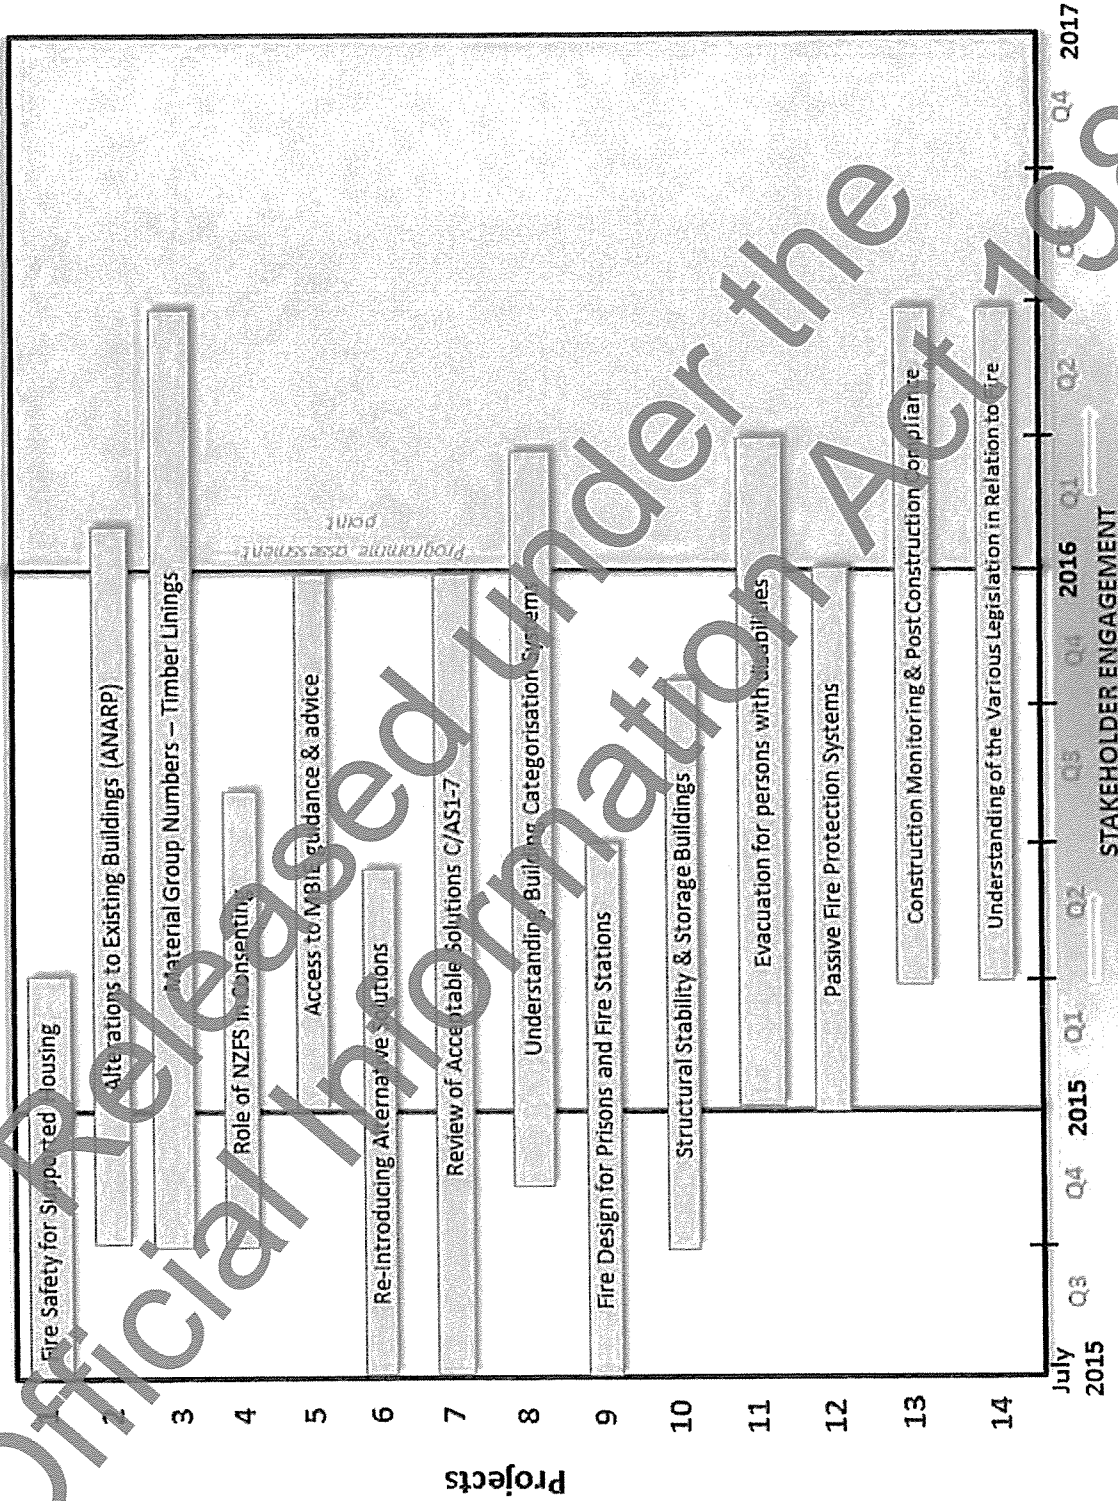 Projects
1 Fire Safety for Supported Housing
2 Alterations to Existing Buildings (ANARP)
3 Material Group Numbers – Timber Linings
4 Role of NZFS in Consenting
5 Access to MBIE guidance & advice
6 Re-Introducing Alternative Solutions
7 Review of Acceptable Solutions C/AS1-7
8 Understanding Building Categorisation System
9 Fire Design for Prisons and Fire Stations
10 Structural Stability & Storage Buildings
11 Evacuation for persons with disabilities
12 Passive Fire Protection Systems
13 Construction Monitoring & Post Construction Compliance
14 Understanding of the Various Legislation in Relation to Fire
Programme assessment
point
July
2015
Q3
Q4
2015
Q1
Q2
Q3
Q4
2016
Q1
Q2
Q3
Q4
2017
STAKEHOLDER ENGAGEMENT
Released under the
Official Information Act 198